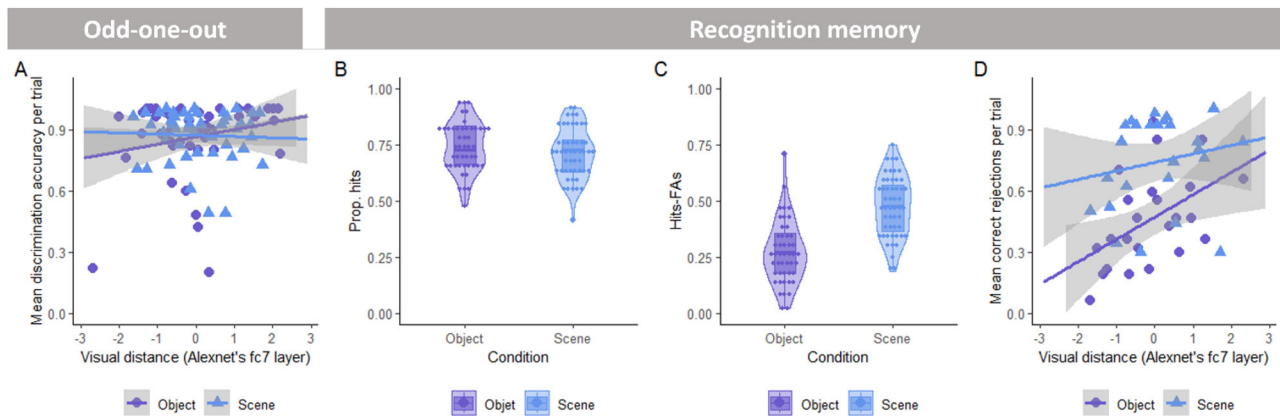 Odd-one-out
Recognition memory
A
Mean discrimination accuracy per trial
0.9
0.6
0.3
0.0
-3 -2 -1 0 1 2 3
Visual distance (Alexnet's fc7 layer)
Object Scene
B
Prop. hits
1.00
0.75
0.50
0.25
0.00
Object Scene
Condition
Objet Scene
C
Hits-FAs
1.00
0.75
0.50
0.25
0.00
Object Scene
Condition
Objet Scene
D
Mean correct rejections per trial
0.9
0.6
0.3
0.0
-3 -2 -1 0 1 2 3
Visual distance (Alexnet's fc7 layer)
Object Scene